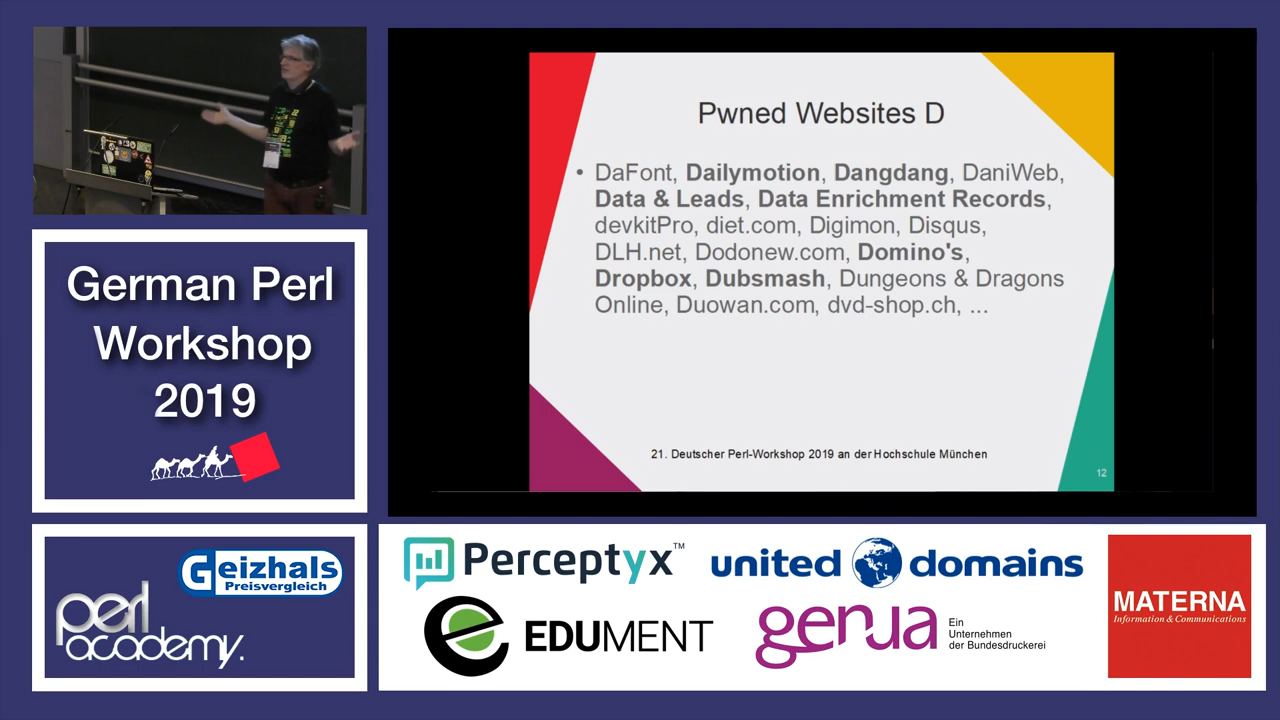 German Perl
Workshop
2019
Pwned Websites D
• DaFont, Dailymotion, Dangdang, DaniWeb,
Data & Leads, Data Enrichment Records,
devkitPro, diet.com, Digimon, Disqus,
DLH.net, Dodonew.com, Domino's,
Dropbox, Dubsmash, Dungeons & Dragons
Online, Duowan.com, dvd-shop.ch, ...
21. Deutscher Perl-Workshop 2019 an der Hochschule München
12
Geizhals
Preisvergleich
perl
academy.
Perceptyx™
united domains
EDUMENT
genua
Ein
Unternehmen
der Bundesdruckerei
MATERNA
Information & Communications